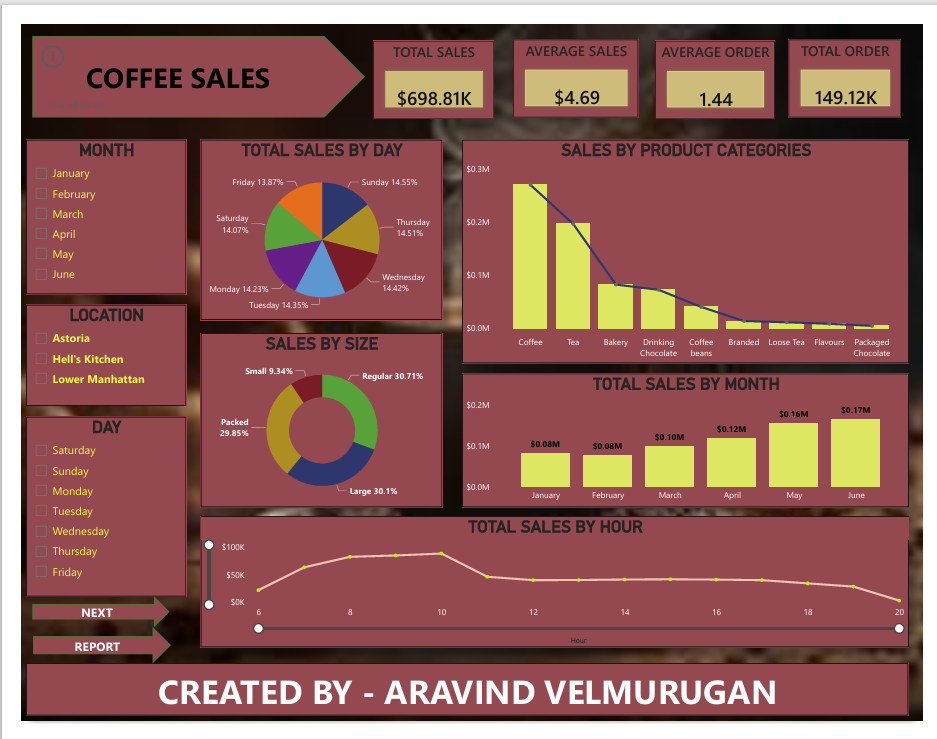 COFFEE SALES
TOTAL SALES
$698.81K
AVERAGE SALES
$4.69
AVERAGE ORDER
1.44
TOTAL ORDER
149.12K
MONTH
January
February
March
April
May
June
LOCATION
Astoria
Hell's Kitchen
Lower Manhattan
DAY
Saturday
Sunday
Monday
Tuesday
Wednesday
Thursday
Friday
NEXT
REPORT
TOTAL SALES BY DAY
Friday 13.87%
Sunday 14.55%
Saturday
14.07%
Thursday
14.51%
Wednesday
14.42%
Monday 14.23%
Tuesday 14.35%
SALES BY SIZE
Small 9.34%
Regular 30.71%
Packed
29.85%
Large 30.1%
SALES BY PRODUCT CATEGORIES
$0.3M
$0.2M
$0.1M
$0.0M
Coffee
Tea
Bakery
Drinking
Chocolate
Coffee
beans
Branded
Loose Tea
Flavours
Packaged
Chocolate
TOTAL SALES BY MONTH
$0.2M
$0.1M
$0.0M
$0.08M
$0.08M
$0.10M
$0.12M
$0.16M
$0.17M
January
February
March
April
May
June
TOTAL SALES BY HOUR
$100K
$50K
$0K
6
8
10
12
14
16
18
20
Hour
CREATED BY - ARAVIND VELMURUGAN